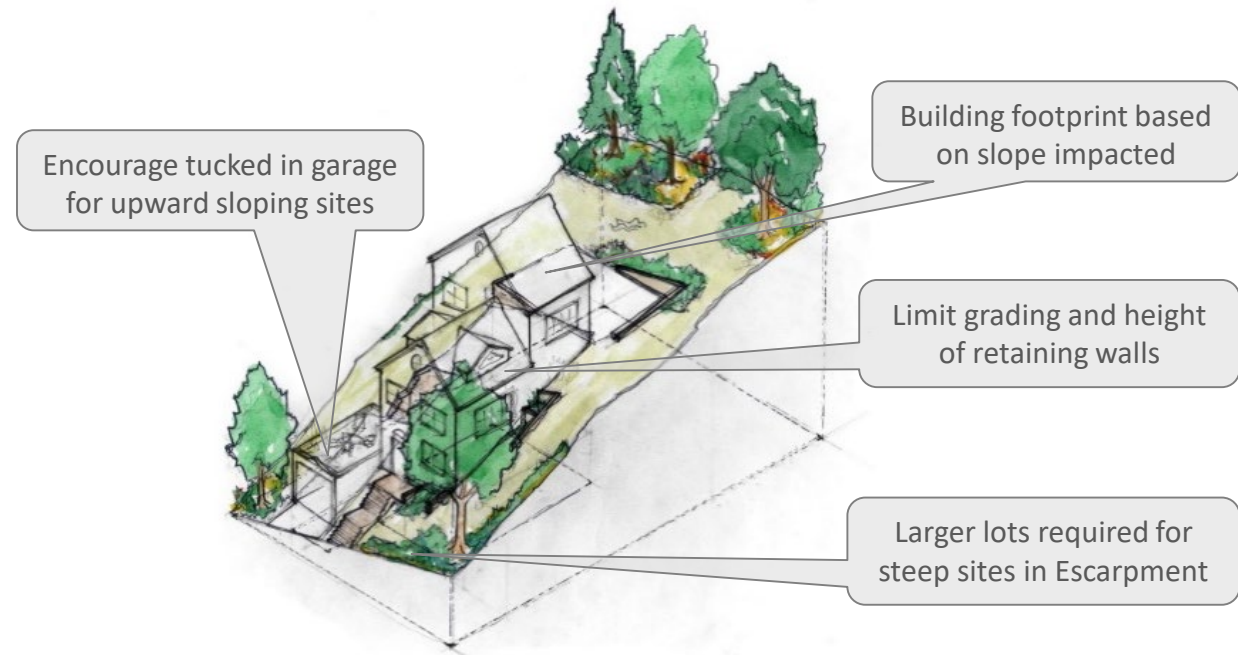 Building footprint based
on slope impacted
Encourage tucked in garage
for upward sloping sites
Limit grading and height
of retaining walls
Larger lots required for
steep sites in Escarpment